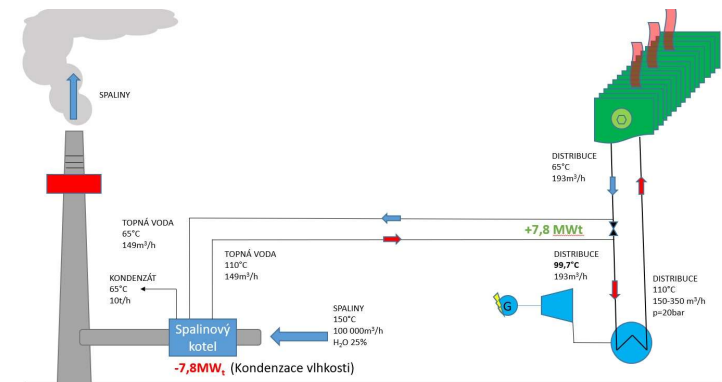 SPALINY
DISTRIBUCE
65°C
193m³/h
TOPNÁ VODA
65°C
149m³/h
+7,8 MWt
TOPNÁ VODA
110°C
149m³/h
DISTRIBUCE
99,7°C
193m³/h
KONDENZÁT
65°C
10t/h
DISTRIBUCE
110°C
150-350 m³/h
p=20bar
SPALINY
150°C
100 000m³/h
H₂O 25%
G
Spalinový
kotel
-7,8MWₜ (Kondenzace vlhkosti)